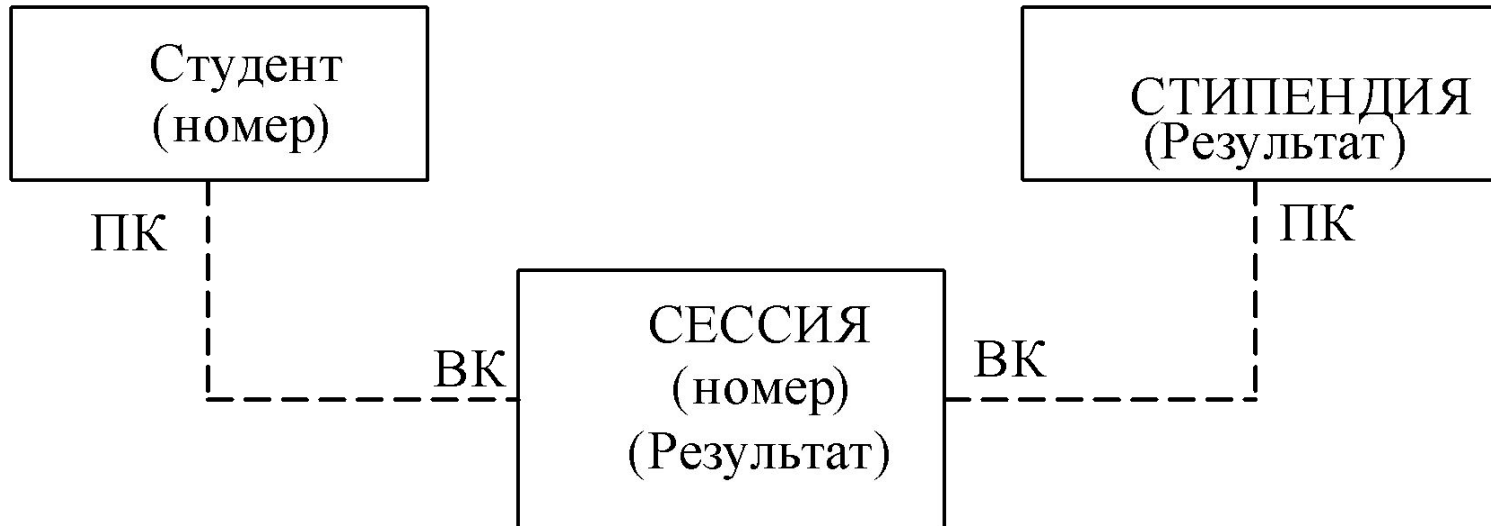 Студент
(номер)
СТИПЕНДИЯ
(Результат)
ПК
ПК
СЕССИЯ
(номер)
(Результат)
ВК
ВК